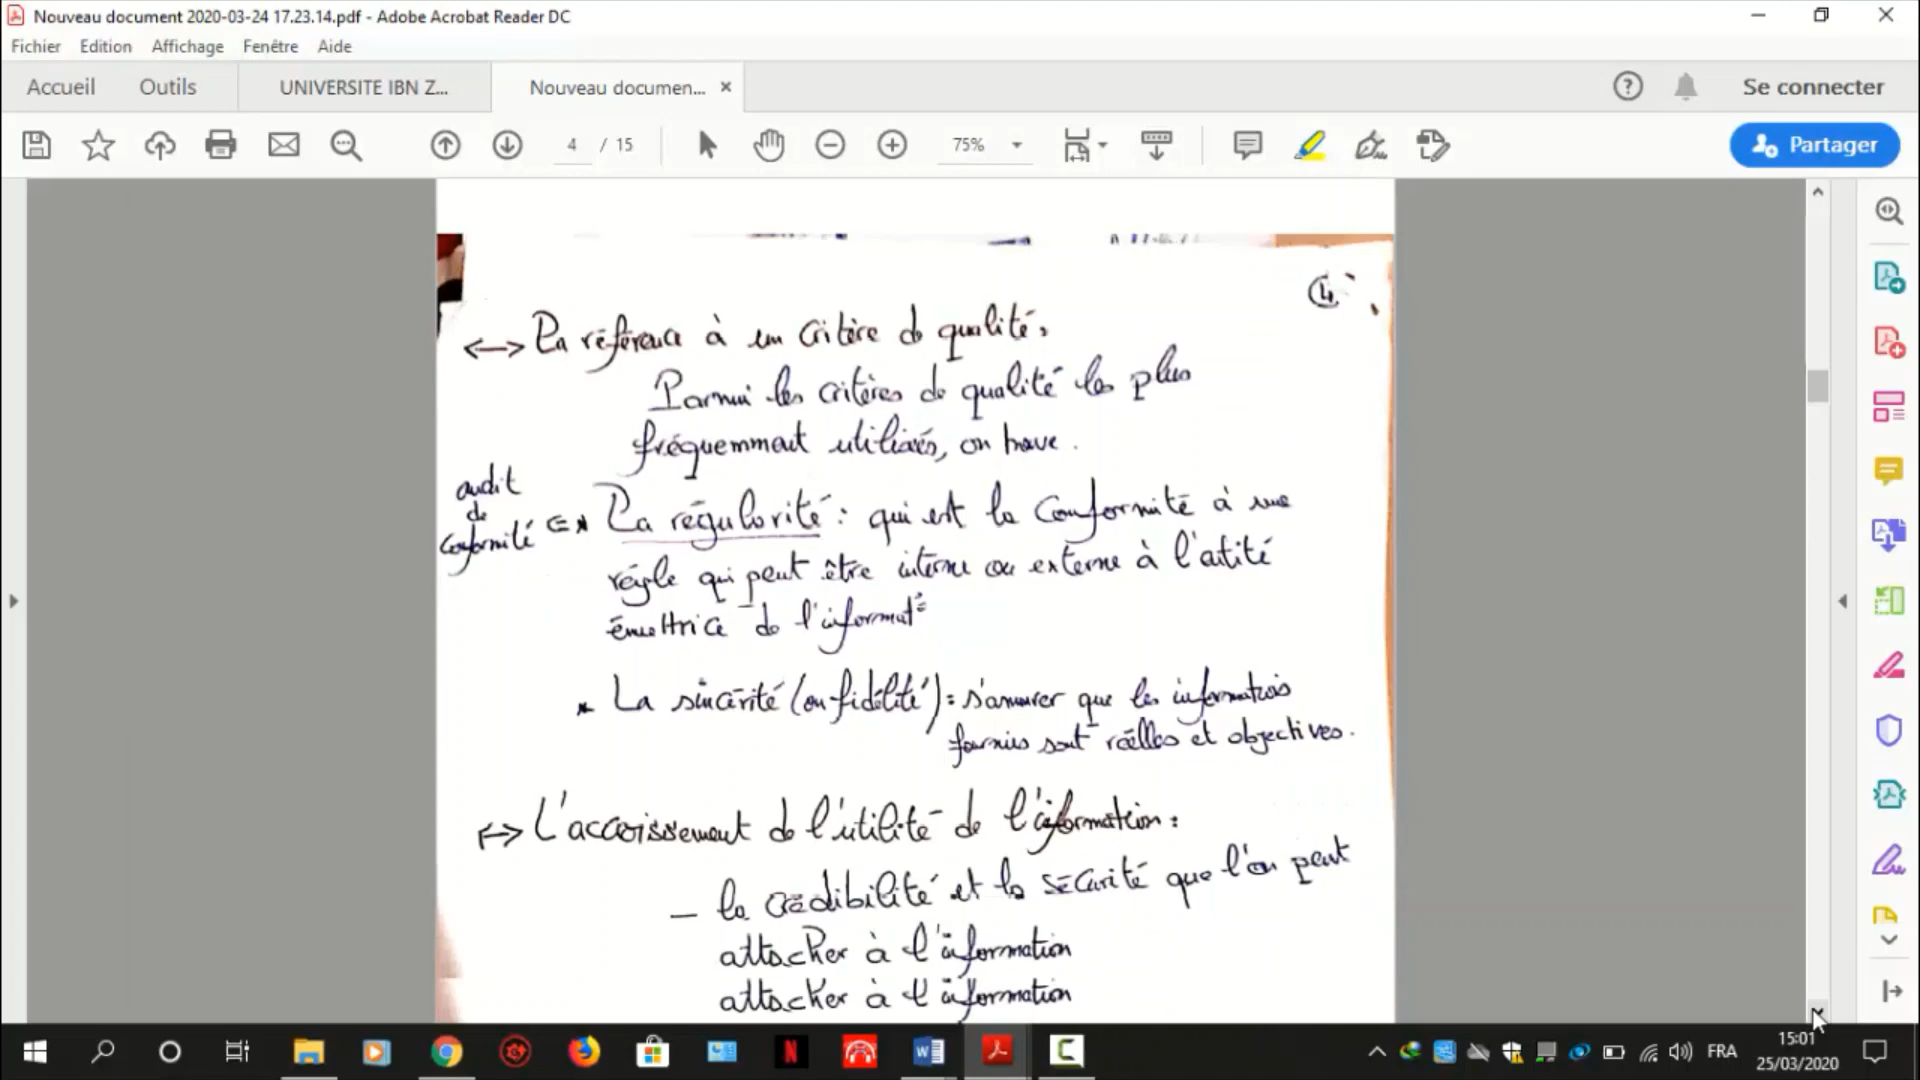 Nouveau document 2020-03-24 17.23.14.pdf - Adobe Acrobat Reader DC
Fichier Edition Affichage Fenêtre Aide
Accueil Outils UNIVERSITE IBN Z... Nouveau documen... × Se connecter
4 / 15 75% Partager
4
<--> La référence à un critère de qualité :
Parmi les critères de qualité les plus
fréquemment utilisés, on trouve :
audit
de
conformité <= * La régularité : qui est la conformité à une
règle qui peut être interne ou externe à l'entité
émettrice de l'informat°
* La sincérité (ou fidélité) : s'assurer que les informations
fournies sont réelles et objectives.
<--> L'accroissement de l'utilité de l'information :
– la crédibilité et la sécurité que l'on peut
attacher à l'information
attacher à l'information
N W C FRA 15:01
25/03/2020